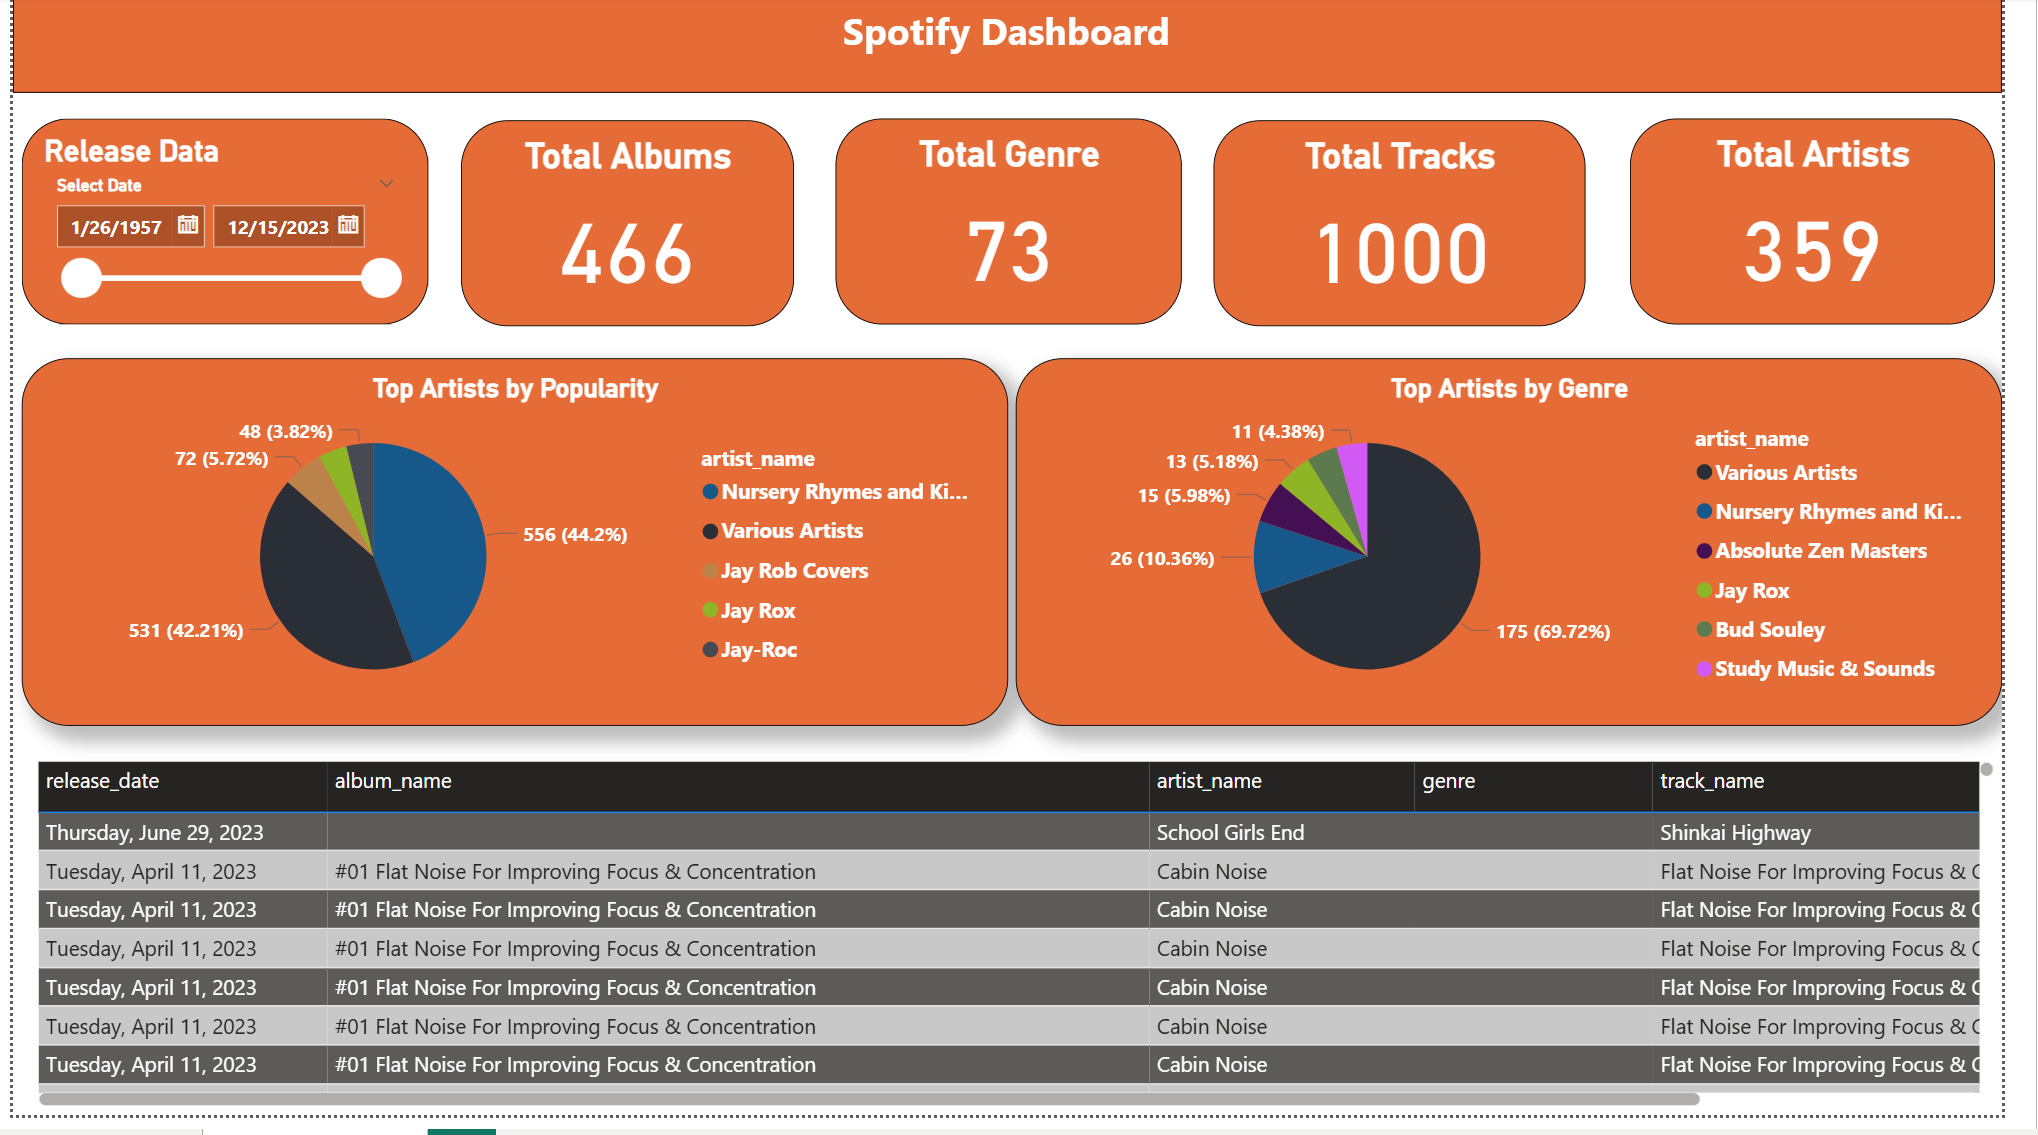 Spotify Dashboard
Release Data
Select Date
1/26/1957 12/15/2023
Total Albums
466
Total Genre
73
Total Tracks
1000
Total Artists
359
Top Artists by Popularity
48 (3.82%)
72 (5.72%)
556 (44.2%)
531 (42.21%)
artist_name
Nursery Rhymes and Ki...
Various Artists
Jay Rob Covers
Jay Rox
Jay-Roc
Top Artists by Genre
11 (4.38%)
13 (5.18%)
15 (5.98%)
26 (10.36%)
175 (69.72%)
artist_name
Various Artists
Nursery Rhymes and Ki...
Absolute Zen Masters
Jay Rox
Bud Souley
Study Music & Sounds
release_date album_name artist_name genre track_name
Thursday, June 29, 2023 School Girls End Shinkai Highway
Tuesday, April 11, 2023 #01 Flat Noise For Improving Focus & Concentration Cabin Noise Flat Noise For Improving Focus &
Tuesday, April 11, 2023 #01 Flat Noise For Improving Focus & Concentration Cabin Noise Flat Noise For Improving Focus &
Tuesday, April 11, 2023 #01 Flat Noise For Improving Focus & Concentration Cabin Noise Flat Noise For Improving Focus &
Tuesday, April 11, 2023 #01 Flat Noise For Improving Focus & Concentration Cabin Noise Flat Noise For Improving Focus &
Tuesday, April 11, 2023 #01 Flat Noise For Improving Focus & Concentration Cabin Noise Flat Noise For Improving Focus &
Tuesday, April 11, 2023 #01 Flat Noise For Improving Focus & Concentration Cabin Noise Flat Noise For Improving Focus &